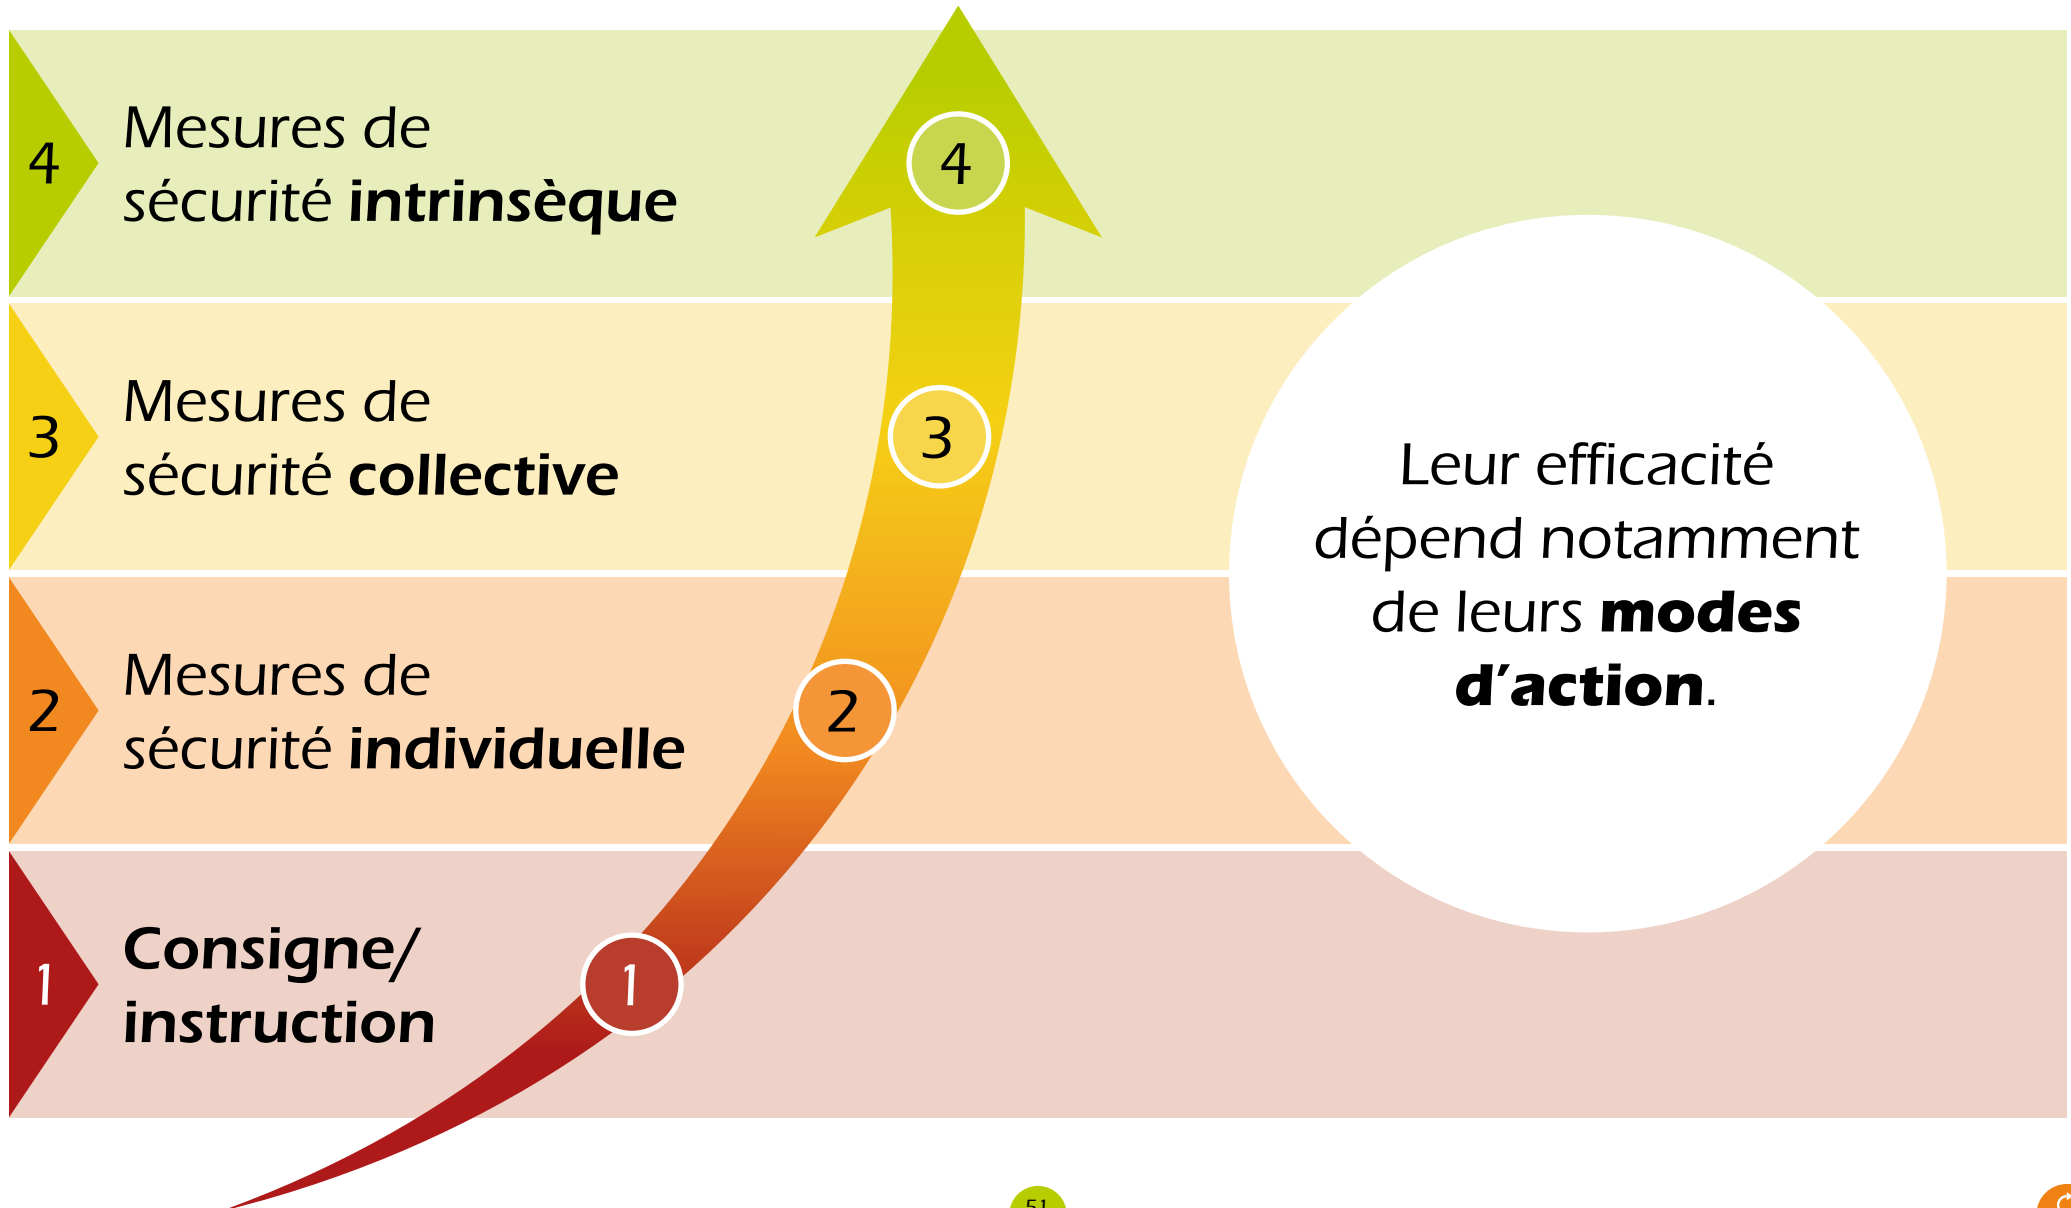 4
Mesures de
sécurité intrinsèque
4
3
Mesures de
sécurité collective
3
2
Mesures de
sécurité individuelle
2
1
Consigne/
instruction
1
Leur efficacité
dépend notamment
de leurs modes
d’action.
51